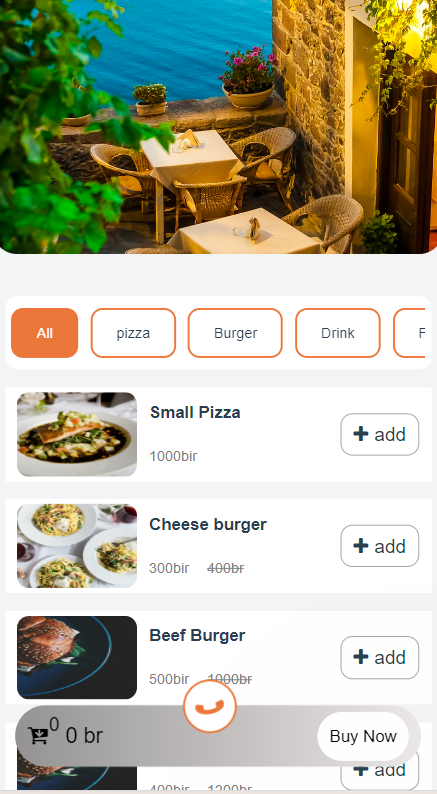 All
pizza
Burger
Drink
Small Pizza
1000bir
add
Cheese burger
300bir 400br
add
Beef Burger
500bir 1000br
add
0
0 br
Buy Now
add
400bir 1200br